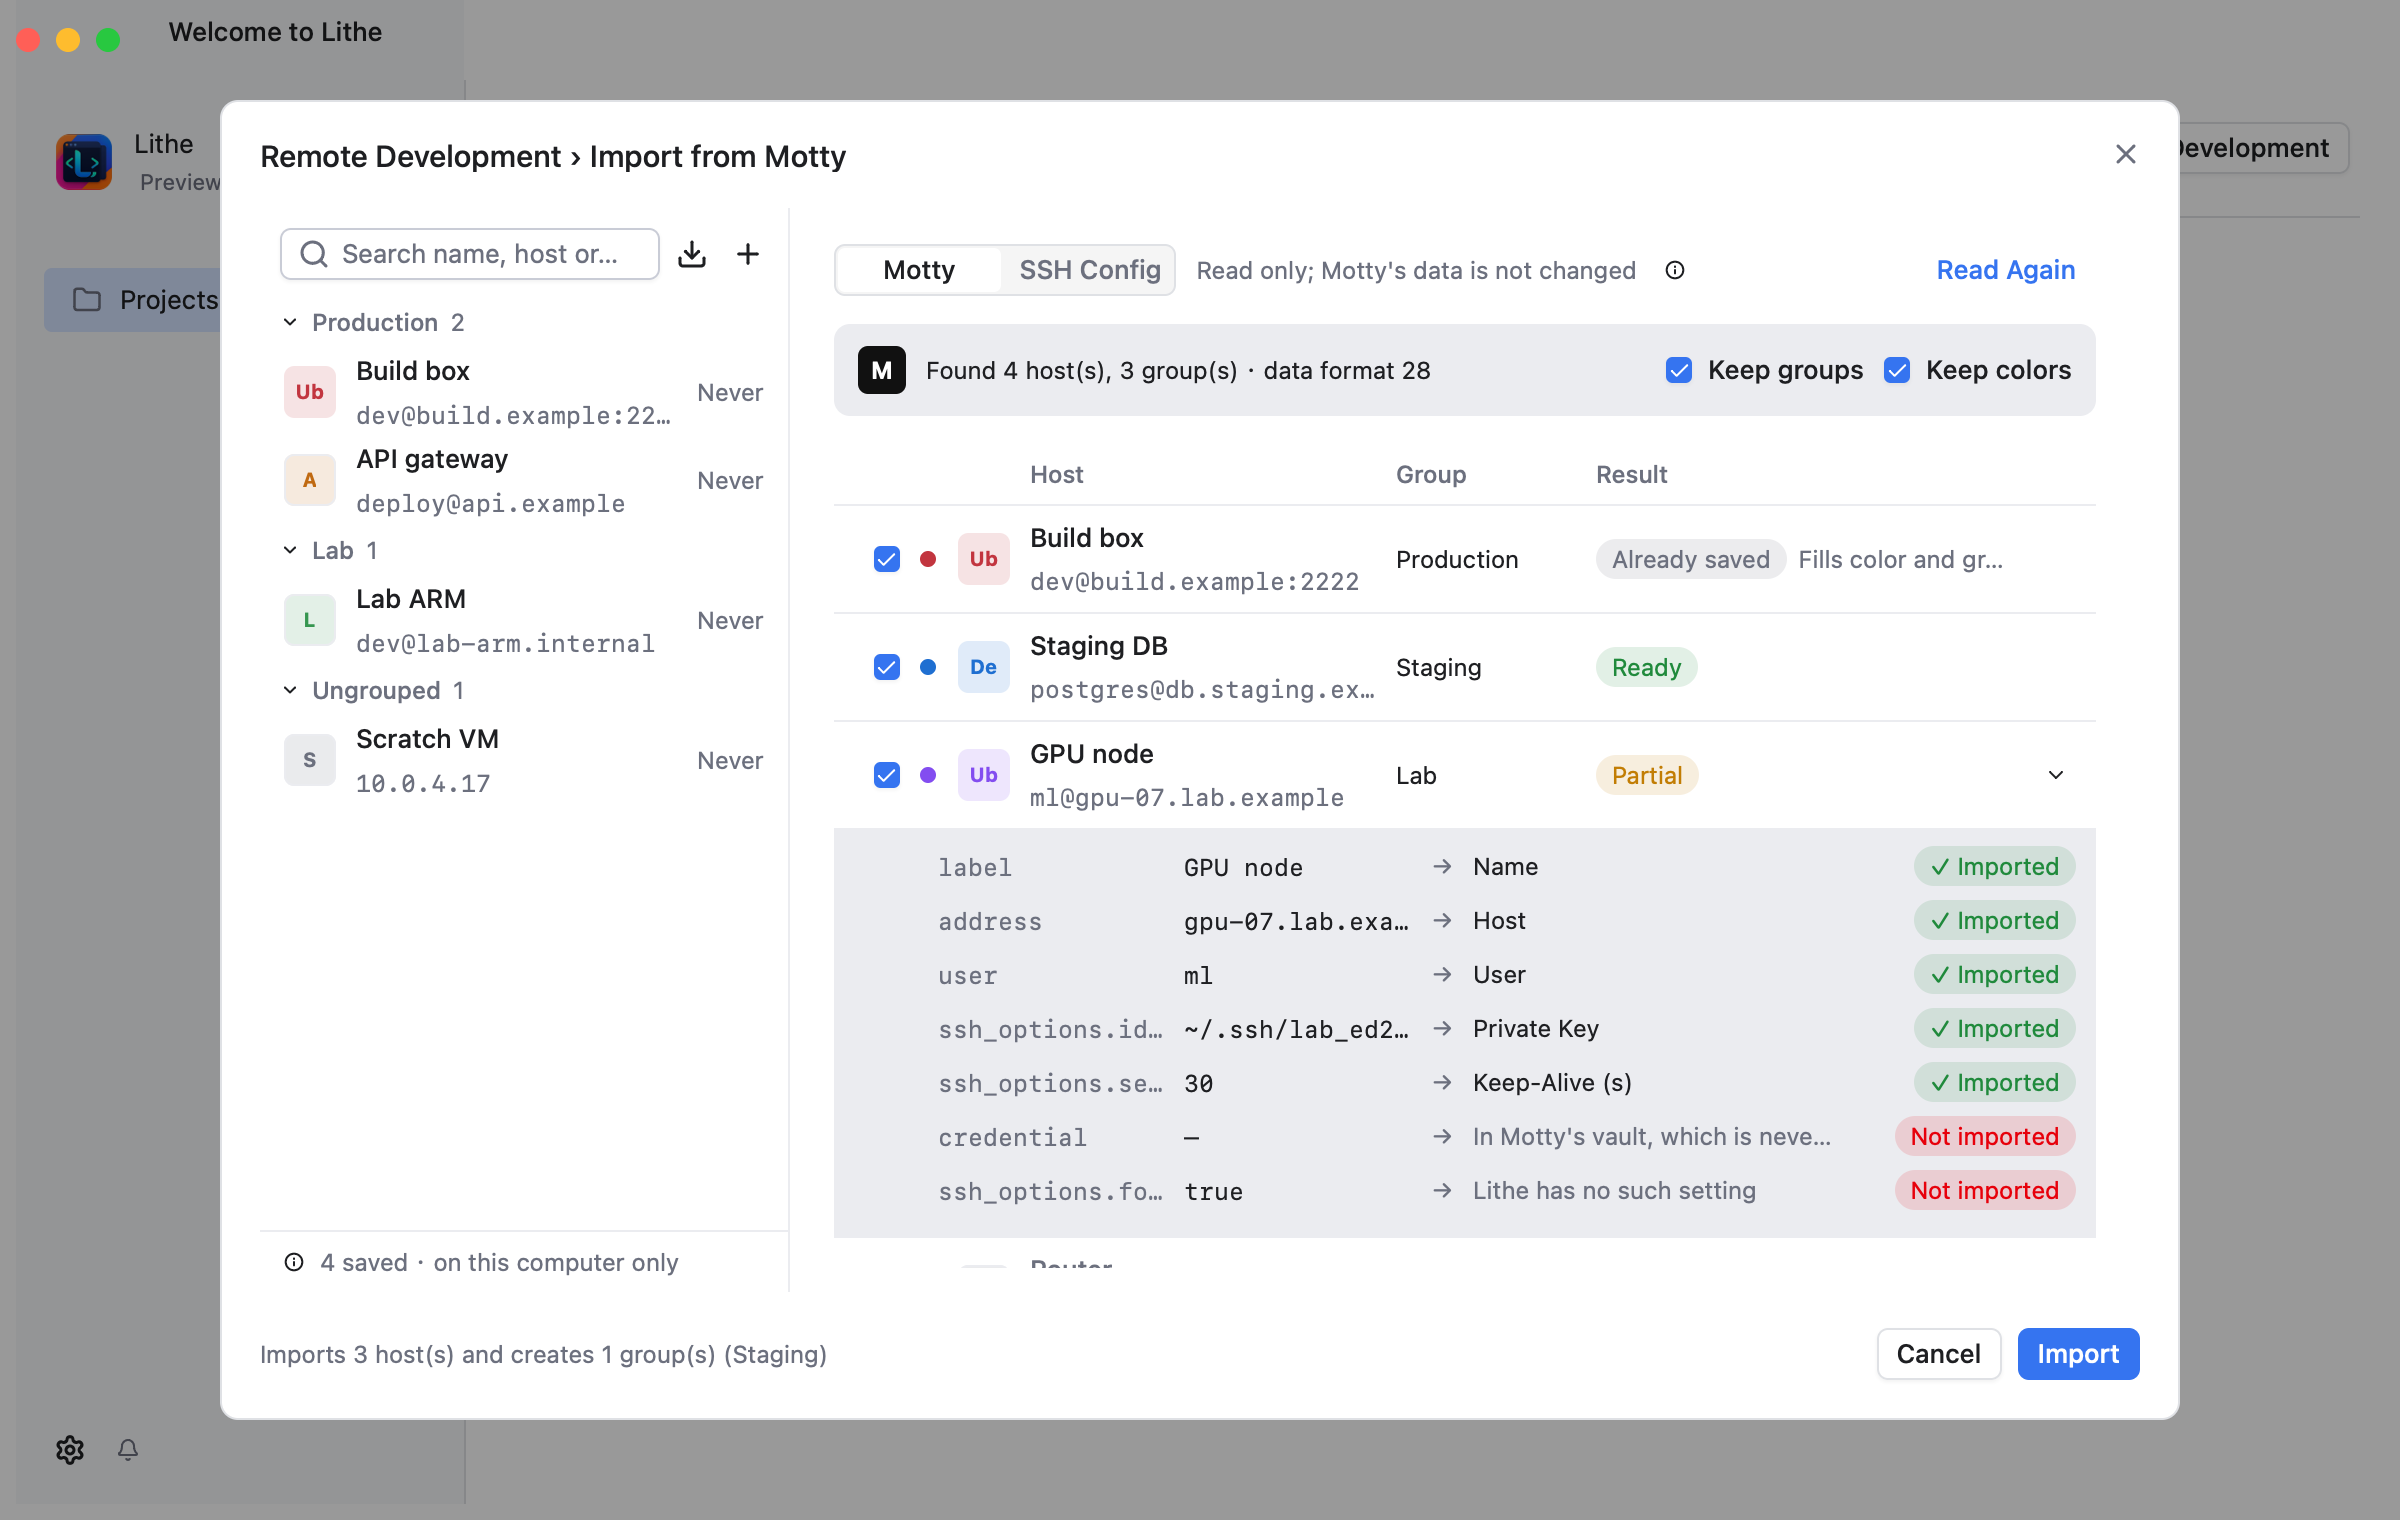 Welcome to Lithe
Lithe
Preview
Projects
Development
Remote Development › Import from Motty
Search name, host or...
Production 2
Ub
Build box
dev@build.example:22…
Never
A
API gateway
deploy@api.example
Never
Lab 1
L
Lab ARM
dev@lab-arm.internal
Never
Ungrouped 1
S
Scratch VM
10.0.4.17
Never
4 saved · on this computer only
Motty
SSH Config
Read only; Motty's data is not changed
Read Again
M
Found 4 host(s), 3 group(s) · data format 28
Keep groups
Keep colors
Host
Group
Result
Ub
Build box
dev@build.example:2222
Production
Already saved
Fills color and gr...
De
Staging DB
postgres@db.staging.ex…
Staging
Ready
Ub
GPU node
ml@gpu-07.lab.example
Lab
Partial
label GPU node → Name ✓ Imported
address gpu-07.lab.exa… → Host ✓ Imported
user ml → User ✓ Imported
ssh_options.id… ~/.ssh/lab_ed2… → Private Key ✓ Imported
ssh_options.se… 30 → Keep-Alive (s) ✓ Imported
credential — → In Motty's vault, which is neve... Not imported
ssh_options.fo… true → Lithe has no such setting Not imported
Router
Imports 3 host(s) and creates 1 group(s) (Staging)
Cancel
Import